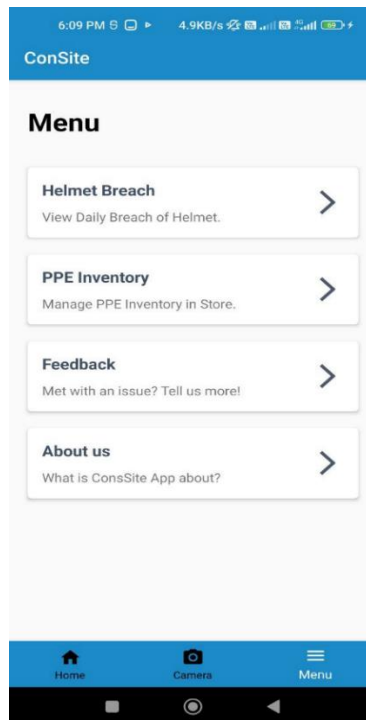 6:09 PM 4.9KB/s 4G 59
ConSite
Menu
Helmet Breach
View Daily Breach of Helmet.
PPE Inventory
Manage PPE Inventory in Store.
Feedback
Met with an issue? Tell us more!
About us
What is ConsSite App about?
Home Camera Menu